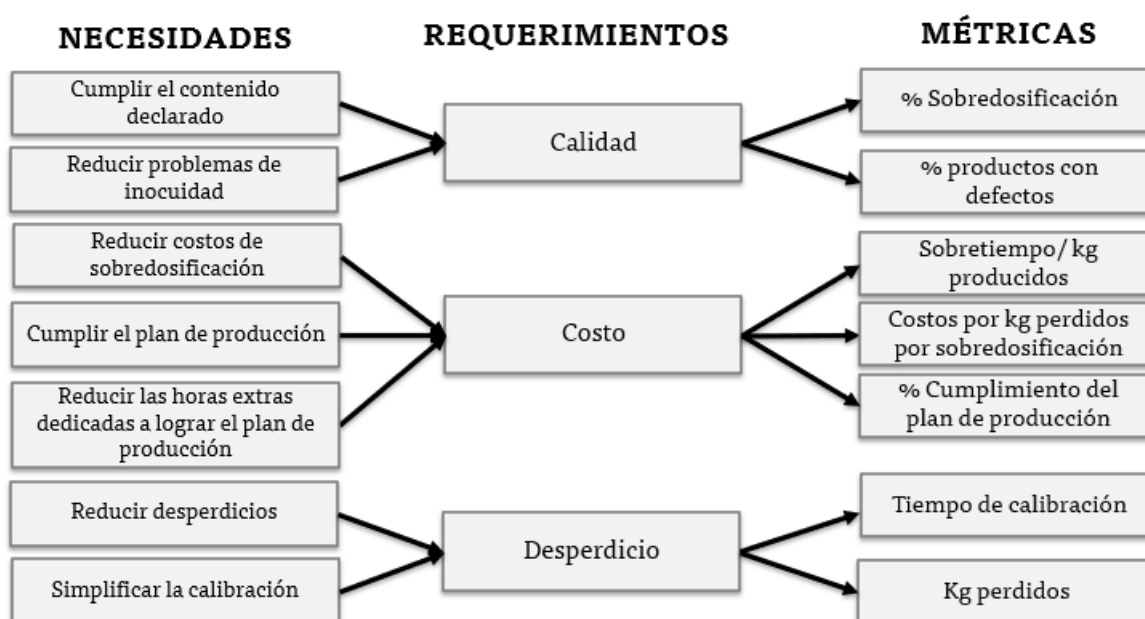 NECESIDADES
REQUERIMIENTOS
MÉTRICAS
Cumplir el contenido
declarado
Reducir problemas de
inocuidad
Reducir costos de
sobredosificación
Cumplir el plan de producción
Reducir las horas extras
dedicadas a lograr el plan de
producción
Reducir desperdicios
Simplificar la calibración
Calidad
Costo
Desperdicio
% Sobredosificación
% productos con
defectos
Sobretiempo/ kg
producidos
Costos por kg perdidos
por sobredosificación
% Cumplimiento del
plan de producción
Tiempo de calibración
Kg perdidos